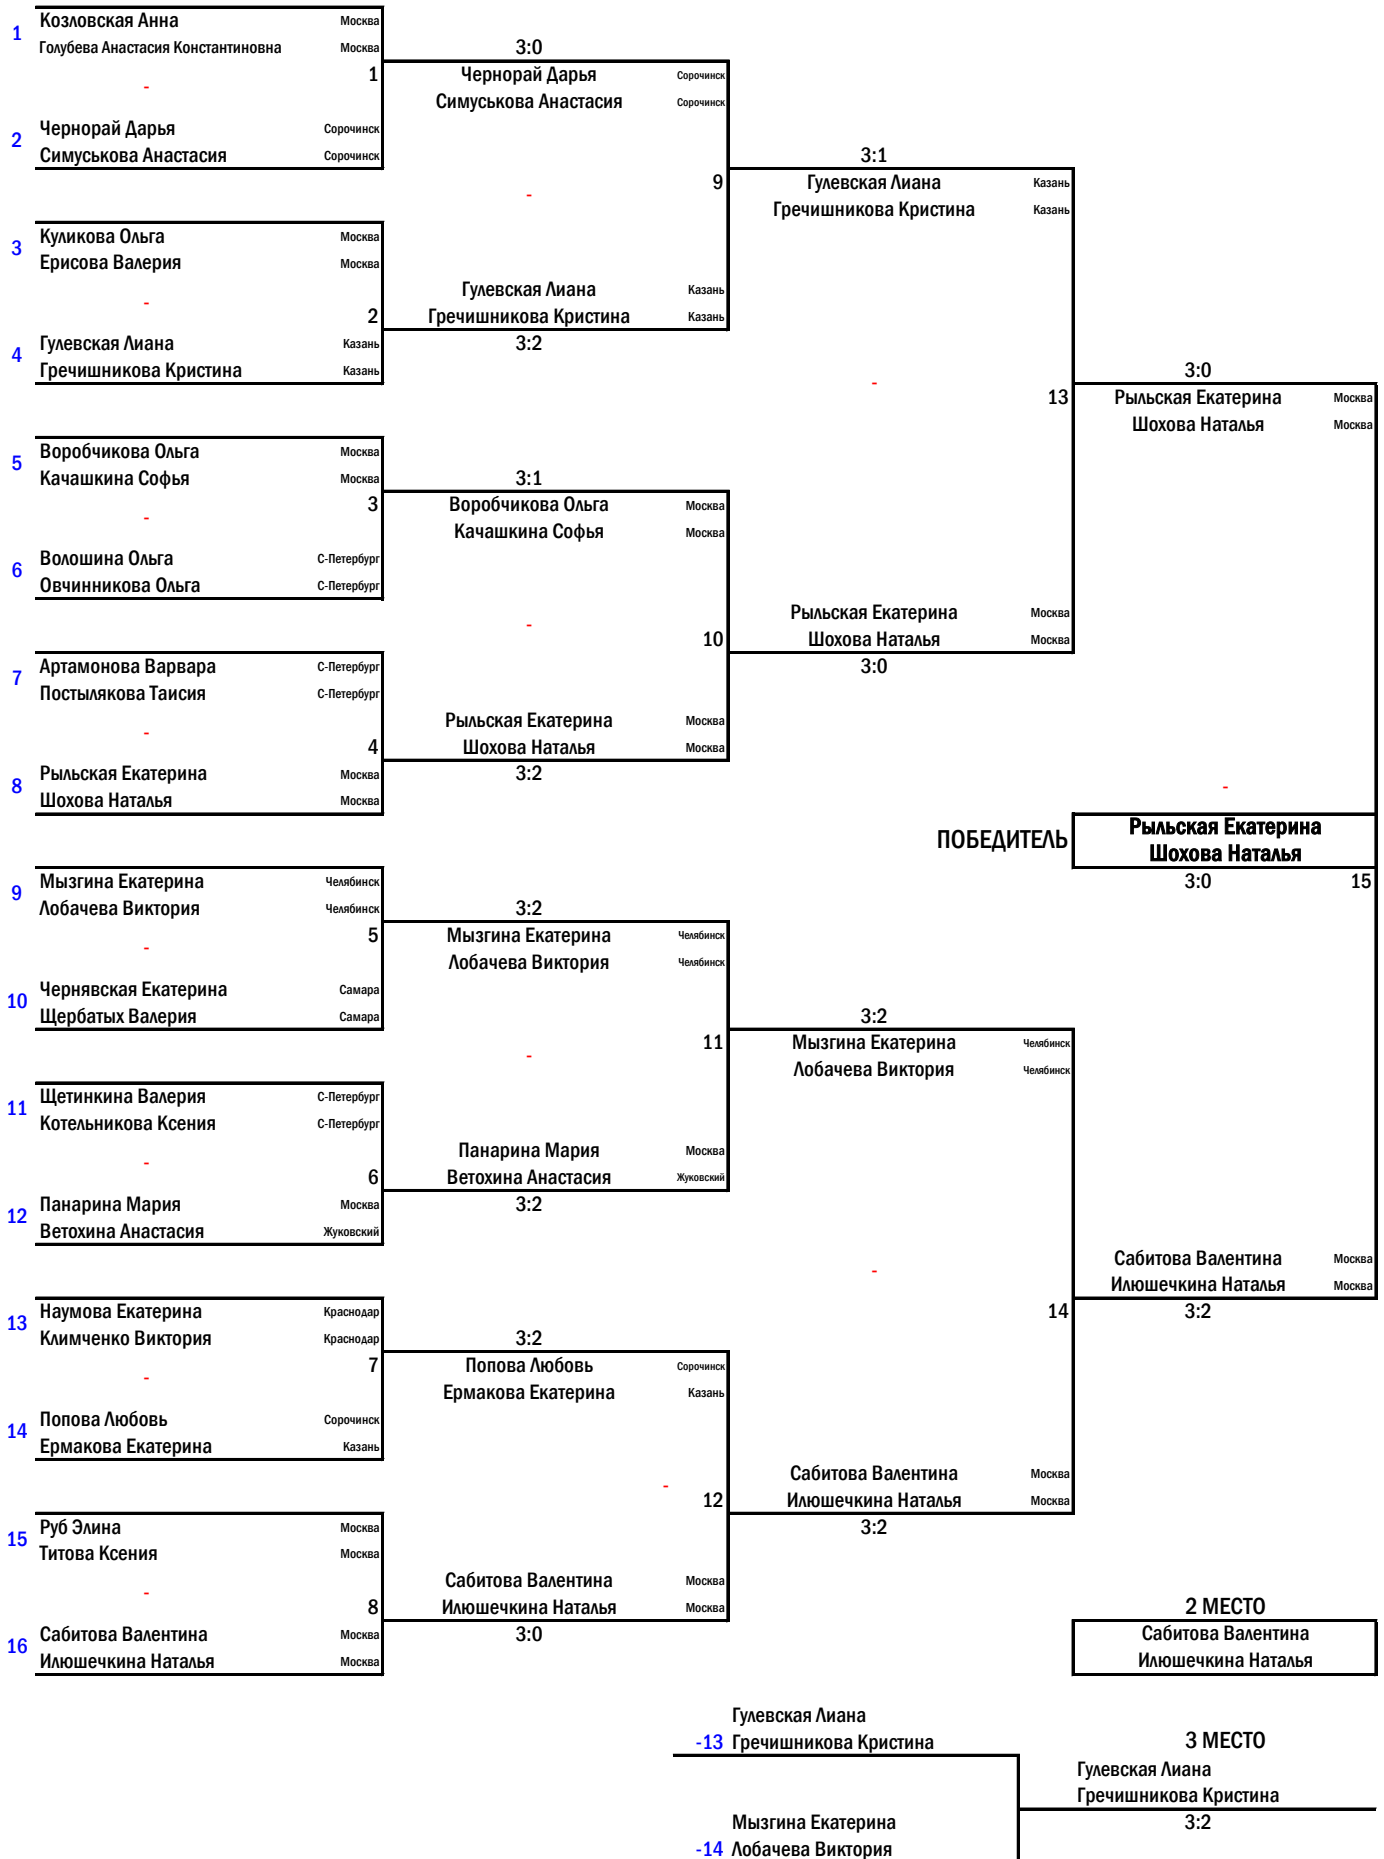 Козловская Анна Москва
1
Голубева Анастасия Константиновна Москва
3:0
1
Чернорай Дарья Сорочинск
-
Симуськова Анастасия Сорочинск
Чернорай Дарья Сорочинск
2
Симуськова Анастасия Сорочинск
3:1
9
Гулевская Лиана Казань
-
Гречишникова Кристина Казань
Куликова Ольга Москва
3
Ерисова Валерия Москва
Гулевская Лиана Казань
-
2
Гречишникова Кристина Казань
Гулевская Лиана Казань
3:2
4
Гречишникова Кристина Казань
3:0
-
13
Рыльская Екатерина Москва
Шохова Наталья Москва
Воробчикова Ольга Москва
5
Качашкина Софья Москва
3:1
3
Воробчикова Ольга Москва
-
Качашкина Софья Москва
Волошина Ольга С-Петербург
6
Овчинникова Ольга С-Петербург
Рыльская Екатерина Москва
-
10
Шохова Наталья Москва
Артамонова Варвара С-Петербург
3:0
7
Постылякова Таисия С-Петербург
Рыльская Екатерина Москва
-
4
Шохова Наталья Москва
Рыльская Екатерина Москва
3:2
8
Шохова Наталья Москва
-
ПОБЕДИТЕЛЬ
Рыльская Екатерина
Шохова Наталья
3:0 15
Мызгина Екатерина Челябинск
9
Лобачева Виктория Челябинск
3:2
5
Мызгина Екатерина Челябинск
-
Лобачева Виктория Челябинск
Чернявская Екатерина Самара
10
Щербатых Валерия Самара
3:2
11
Мызгина Екатерина Челябинск
-
Лобачева Виктория Челябинск
Щетинкина Валерия С-Петербург
11
Котельникова Ксения С-Петербург
Панарина Мария Москва
-
6
Ветохина Анастасия Жуковский
Панарина Мария Москва
3:2
12
Ветохина Анастасия Жуковский
Сабитова Валентина Москва
-
Илюшечкина Наталья Москва
14
3:2
Наумова Екатерина Краснодар
13
Климченко Виктория Краснодар
3:2
7
Попова Любовь Сорочинск
-
Ермакова Екатерина Казань
Попова Любовь Сорочинск
14
Ермакова Екатерина Казань
Сабитова Валентина Москва
-
12
Илюшечкина Наталья Москва
Руб Элина Москва
3:2
15
Титова Ксения Москва
Сабитова Валентина Москва
-
8
Илюшечкина Наталья Москва
2 МЕСТО
Сабитова Валентина Москва
3:0
Сабитова Валентина
16
Илюшечкина Наталья Москва
Илюшечкина Наталья
Гулевская Лиана
-13 Гречишникова Кристина
3 МЕСТО
Гулевская Лиана
Гречишникова Кристина
Мызгина Екатерина
3:2
-14 Лобачева Виктория